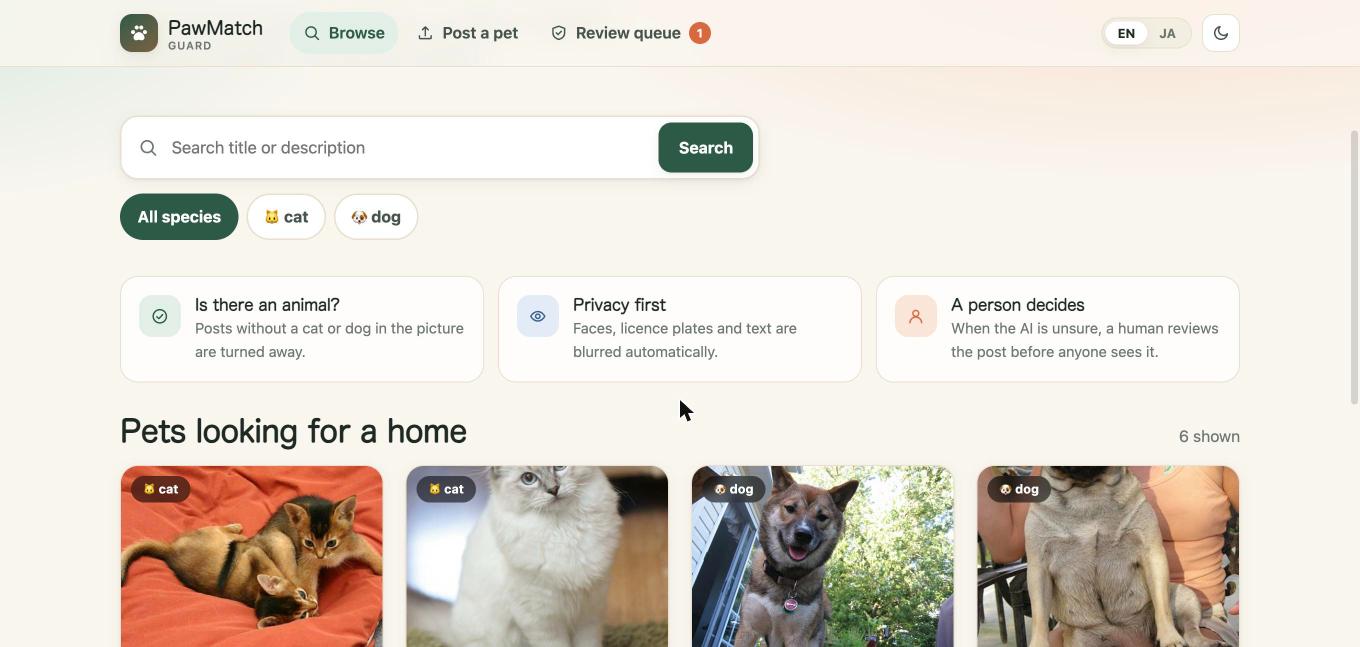 PawMatch
GUARD
Browse
Post a pet
Review queue 1
EN JA
Search title or description
Search
All species
cat
dog
Is there an animal?
Posts without a cat or dog in the picture
are turned away.
Privacy first
Faces, licence plates and text are
blurred automatically.
A person decides
When the AI is unsure, a human reviews
the post before anyone sees it.
Pets looking for a home
6 shown
cat
cat
dog
dog